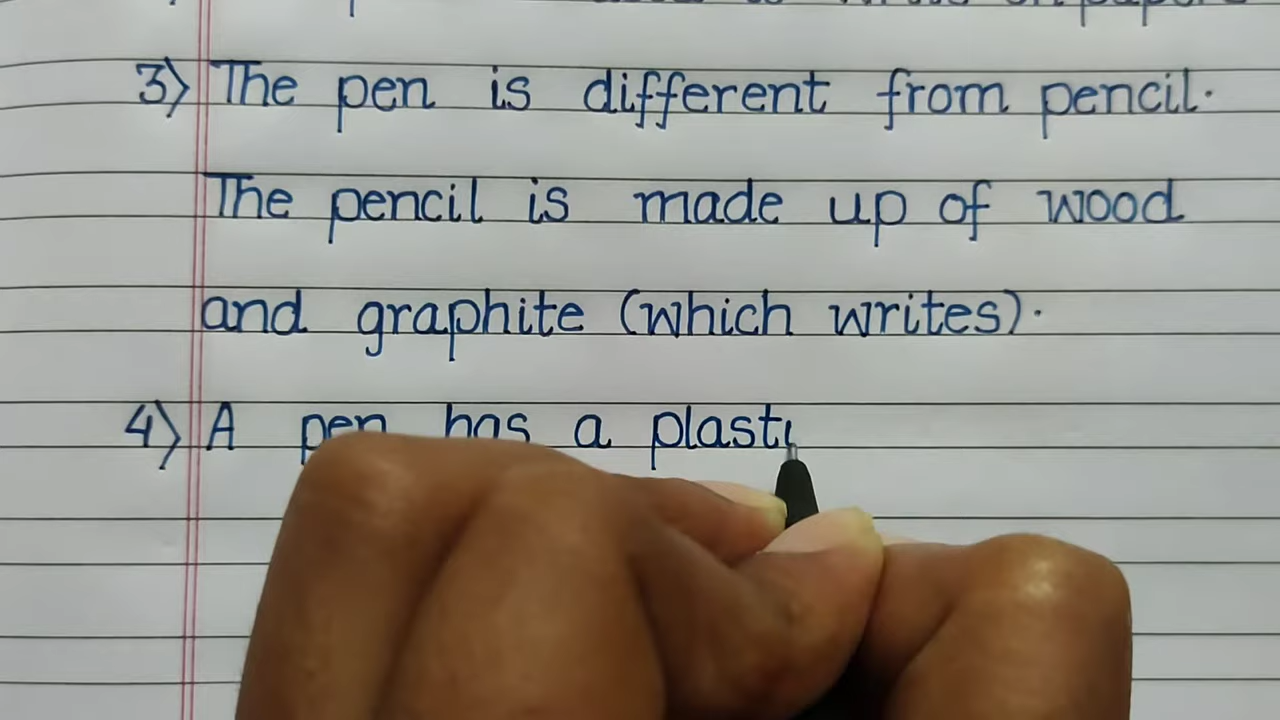 3) The pen is different from pencil.
The pencil is made up of wood
and graphite (which writes).
4) A pen has a plasti